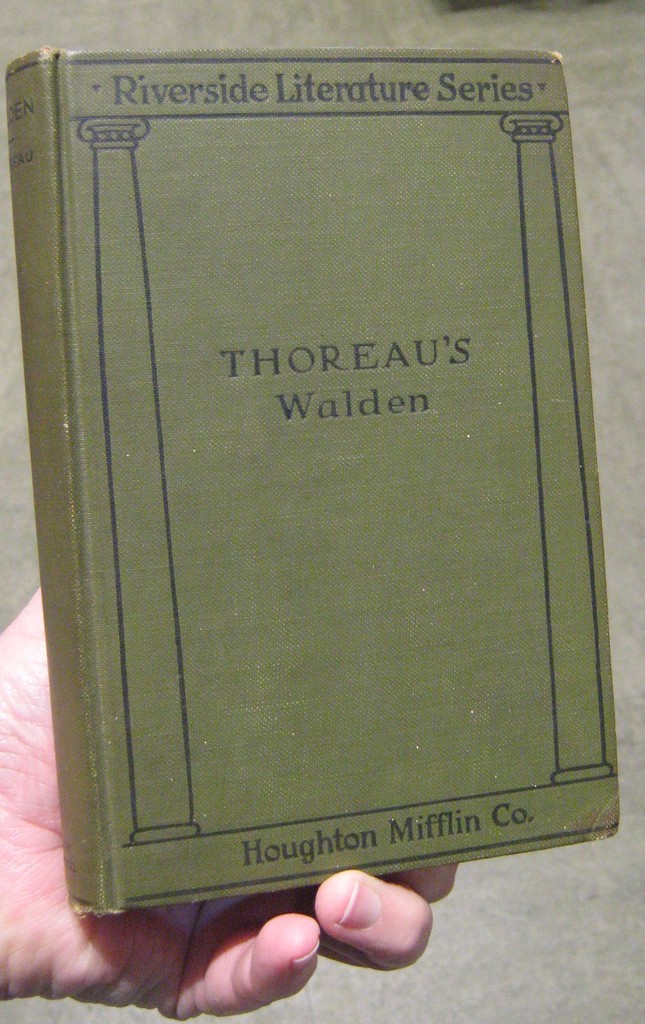 Riverside Literature Series
THOREAU'S
Walden
Houghton Mifflin Co.